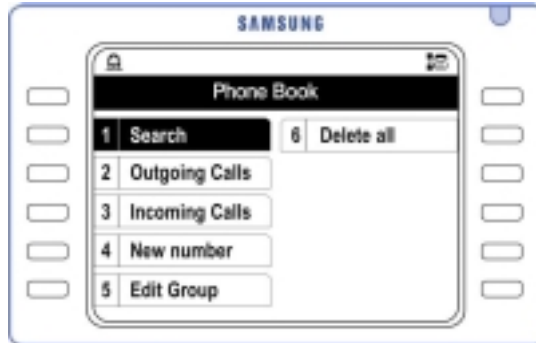 SAMSUNG
Phone Book
1 Search
6 Delete all
2 Outgoing Calls
3 Incoming Calls
4 New number
5 Edit Group